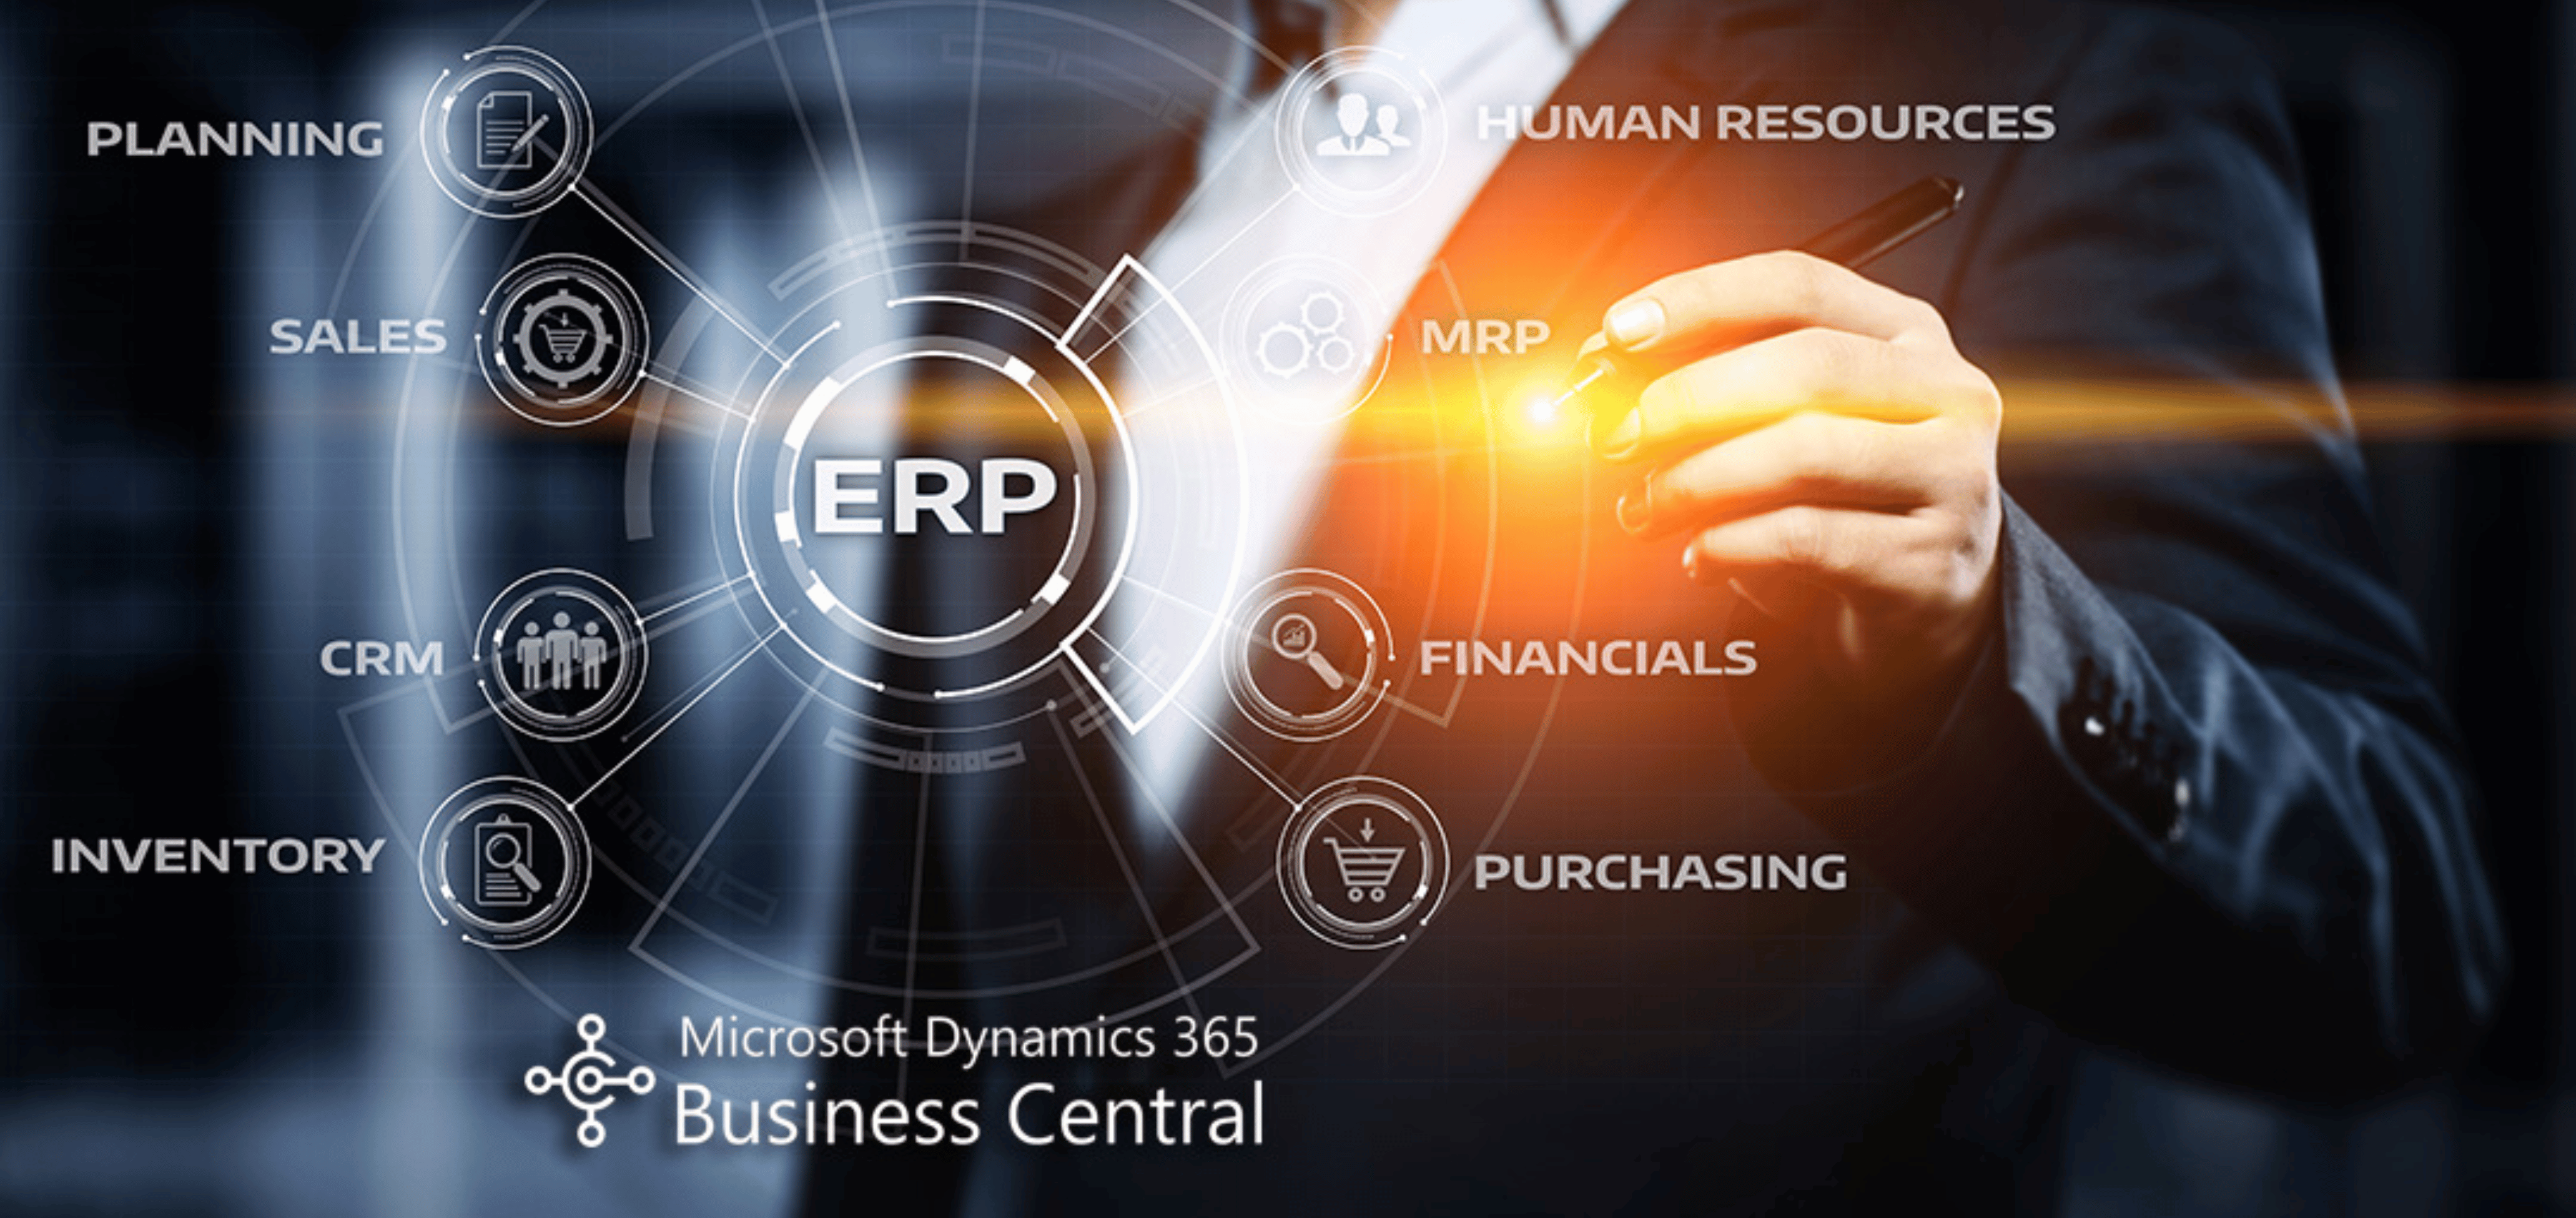 PLANNING
HUMAN RESOURCES
SALES
MRP
ERP
CRM
FINANCIALS
INVENTORY
PURCHASING
Microsoft Dynamics 365
Business Central